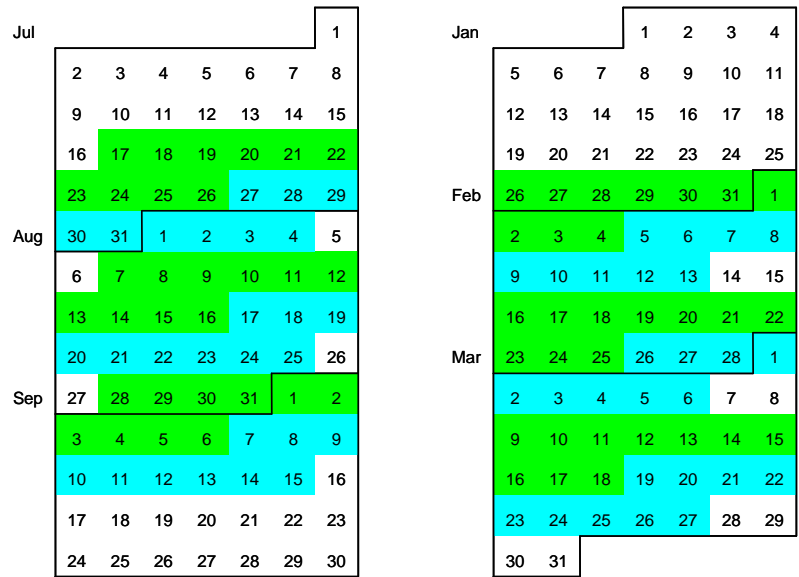 Jul 1
2 3 4 5 6 7 8
9 10 11 12 13 14 15
16 17 18 19 20 21 22
23 24 25 26 27 28 29
Aug 30 31 1 2 3 4 5
6 7 8 9 10 11 12
13 14 15 16 17 18 19
20 21 22 23 24 25 26
Sep 27 28 29 30 31 1 2
3 4 5 6 7 8 9
10 11 12 13 14 15 16
17 18 19 20 21 22 23
24 25 26 27 28 29 30
Jan 1 2 3 4
5 6 7 8 9 10 11
12 13 14 15 16 17 18
19 20 21 22 23 24 25
Feb 26 27 28 29 30 31 1
2 3 4 5 6 7 8
9 10 11 12 13 14 15
16 17 18 19 20 21 22
Mar 23 24 25 26 27 28 1
2 3 4 5 6 7 8
9 10 11 12 13 14 15
16 17 18 19 20 21 22
23 24 25 26 27 28 29
30 31